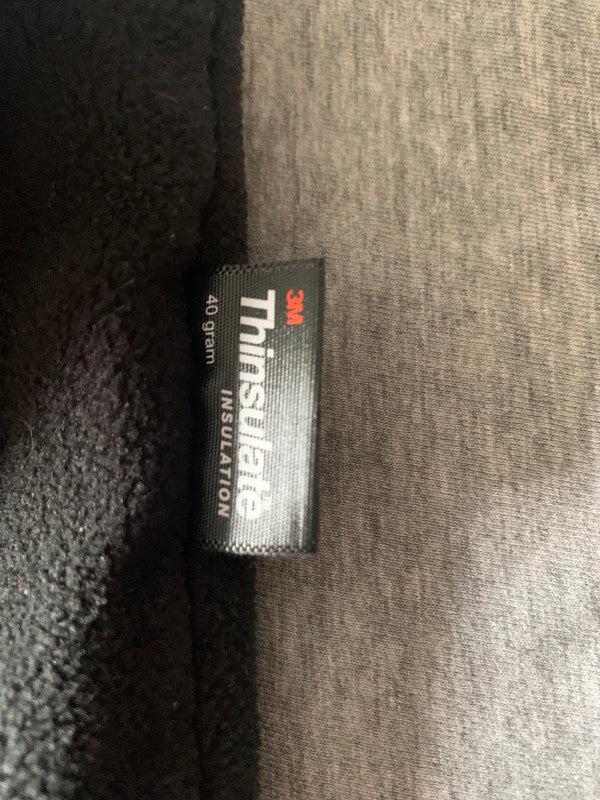 3M
Thinsulate
INSULATION
40 gram